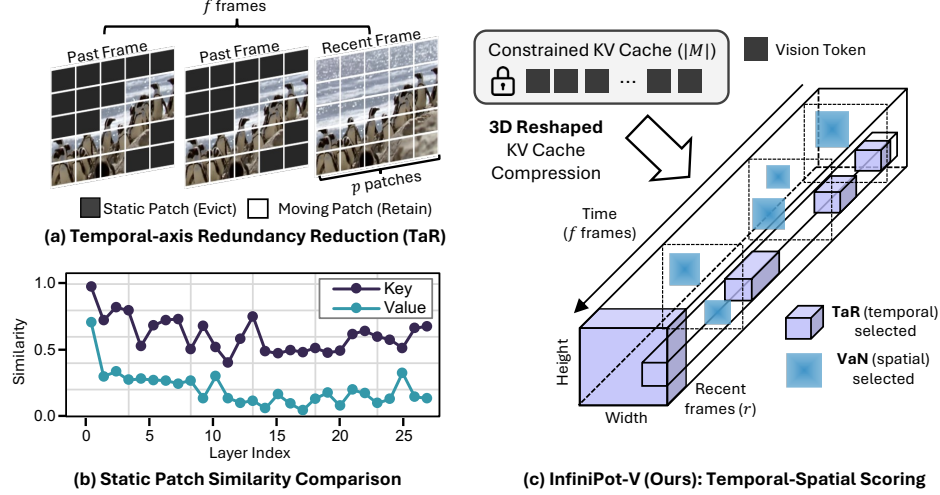 f frames
Past Frame
Past Frame
Recent Frame
p patches
Static Patch (Evict)
Moving Patch (Retain)
(a) Temporal-axis Redundancy Reduction (TaR)
1.0
0.5
0.0
Similarity
Key
Value
0
5
10
15
20
25
Layer Index
(b) Static Patch Similarity Comparison
Constrained KV Cache (|M|)
...
Vision Token
3D Reshaped
KV Cache
Compression
Time
(f frames)
Height
Width
Recent
frames (r)
TaR (temporal)
selected
VaN (spatial)
selected
(c) InfiniPot-V (Ours): Temporal-Spatial Scoring